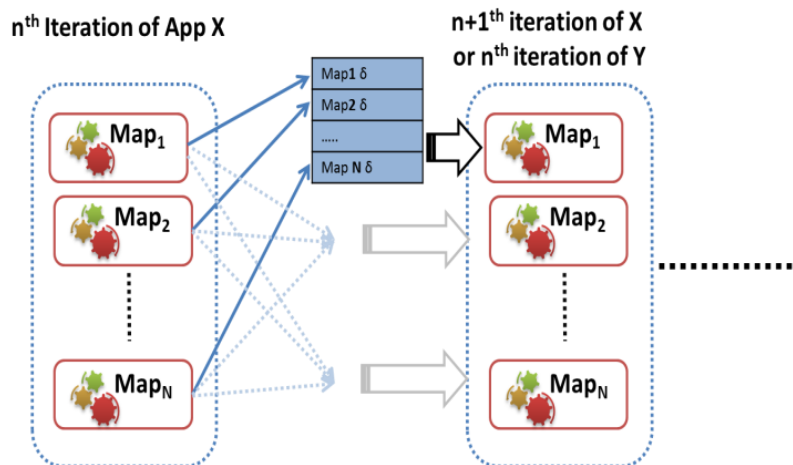 nth Iteration of App X
n+1th iteration of X
or nth iteration of Y
Map1 δ
Map2 δ
.....
Map N δ
Map1
Map2
MapN
Map1
Map2
MapN